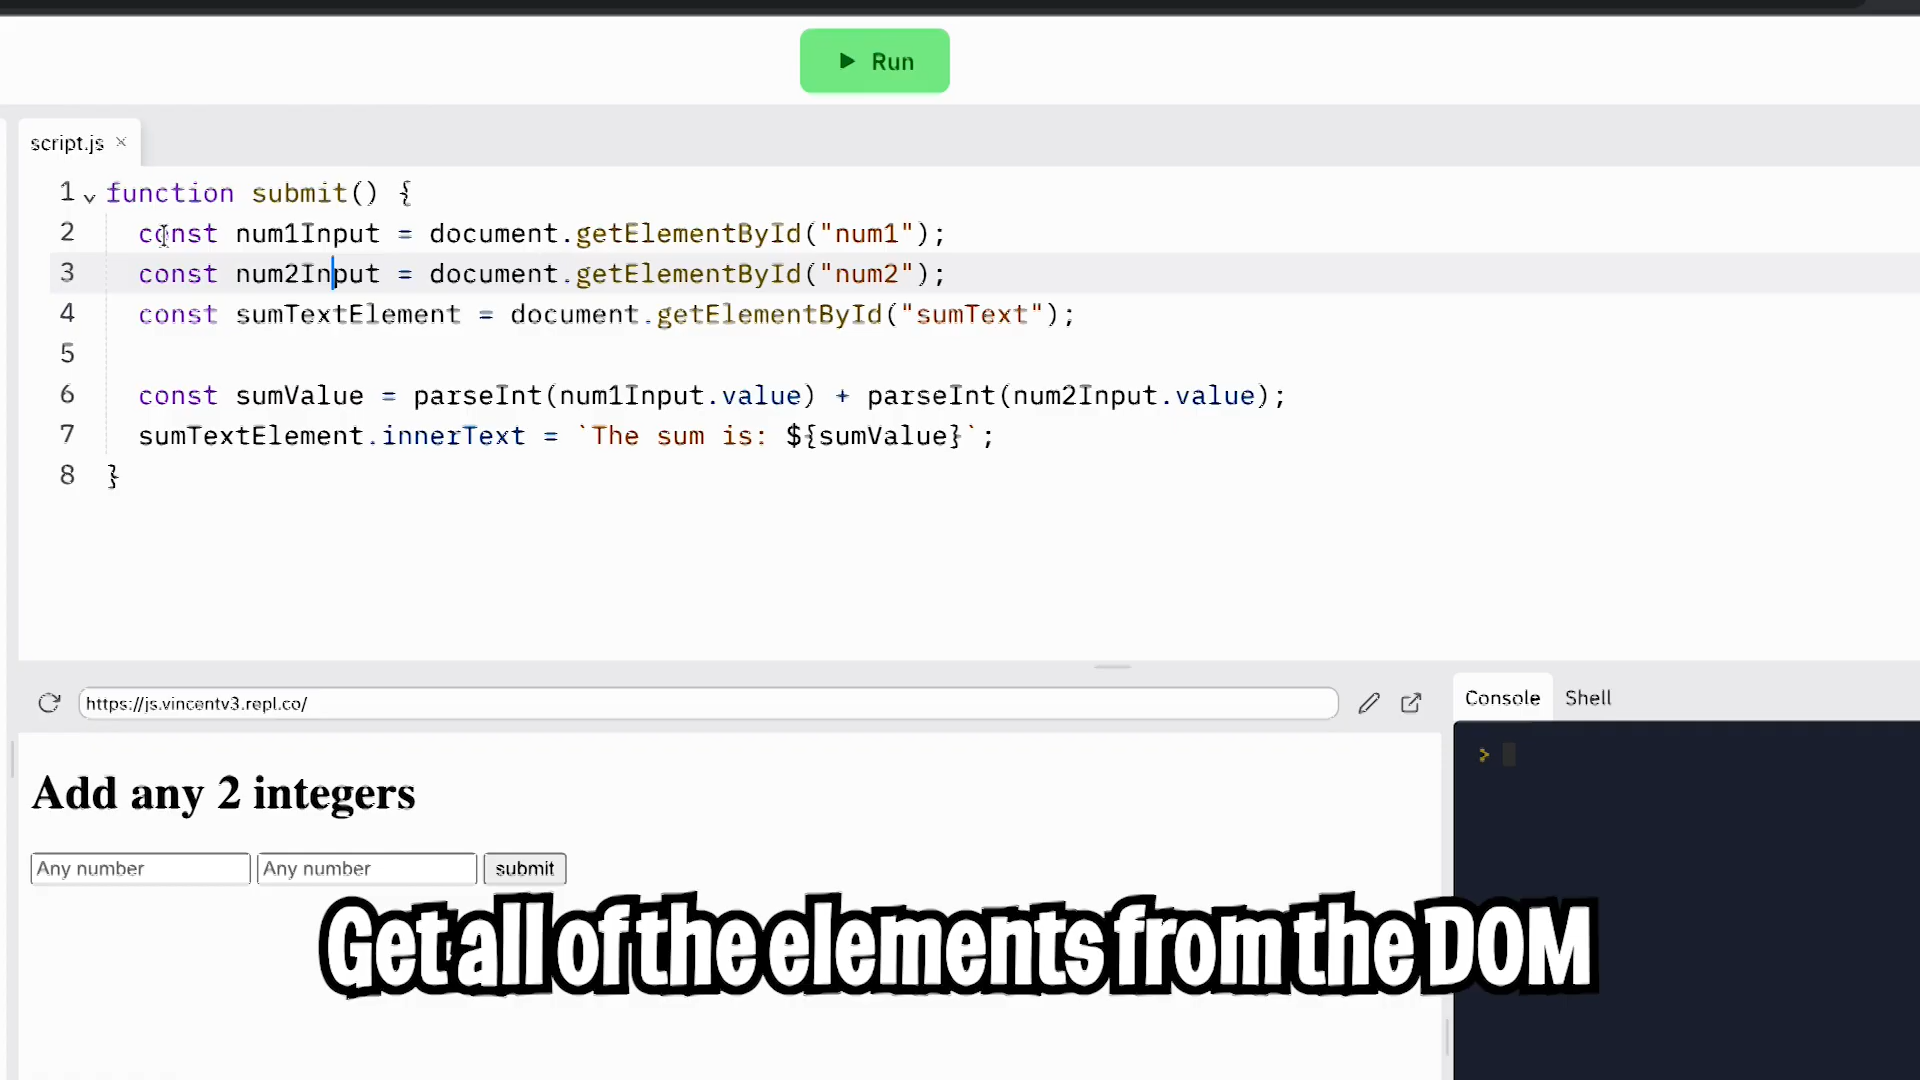 Run
script.js ×
1 function submit() {
2 const num1Input = document.getElementById("num1");
3 const num2Input = document.getElementById("num2");
4 const sumTextElement = document.getElementById("sumText");
5
6 const sumValue = parseInt(num1Input.value) + parseInt(num2Input.value);
7 sumTextElement.innerText = `The sum is: ${sumValue}`;
8 }
https://js.vincentv3.repl.co/
Console Shell
>
Add any 2 integers
Any number Any number submit
Get all of the elements from the DOM